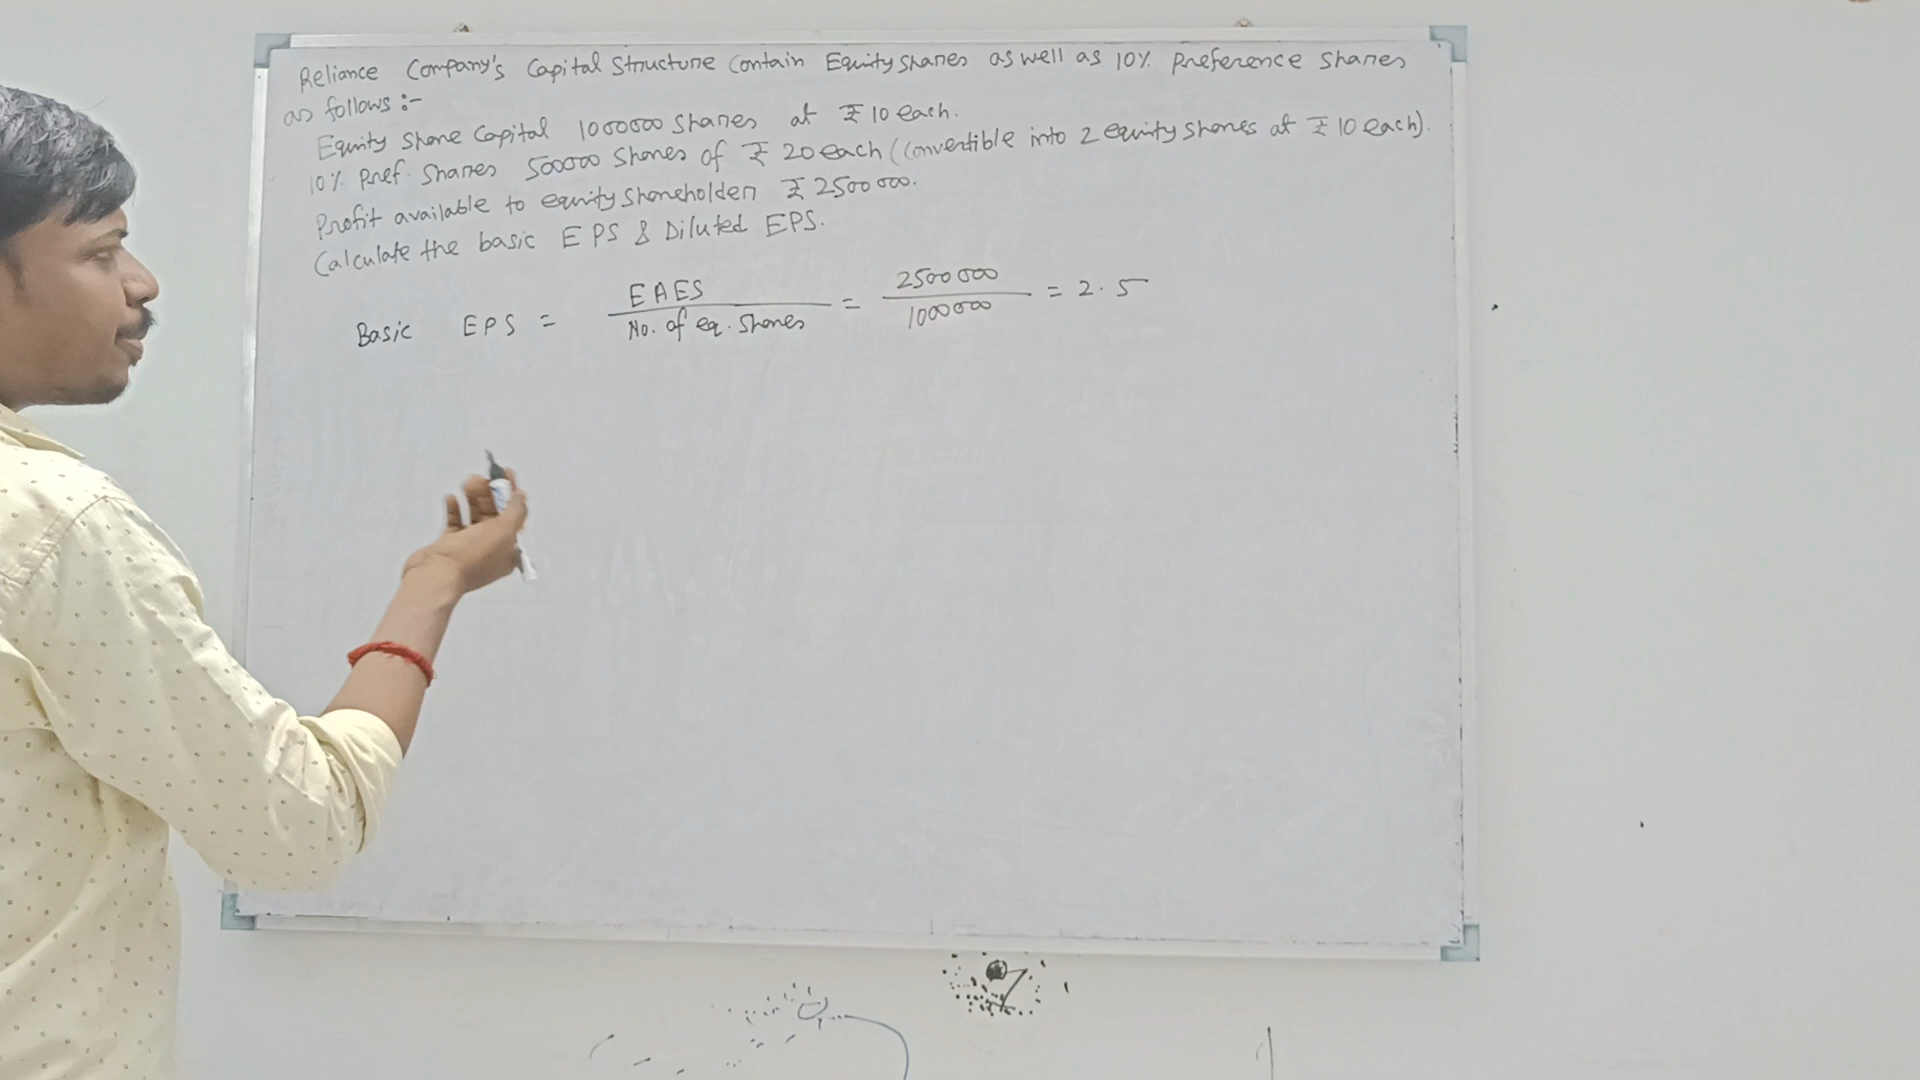 Reliance Company's Capital Structure contain Equity shares as well as 10% Preference shares
as follows :-
Equity Share Capital 1000000 shares at ₹ 10 each.
10% Pref. Shares 500000 Shares of ₹ 20 each (convertible into 2 equity shares at ₹ 10 each).
Profit available to equity shareholder ₹ 2500000.
Calculate the basic EPS & Diluted EPS.
Basic EPS = EAES / No. of eq. Shares = 2500000 / 1000000 = 2.5